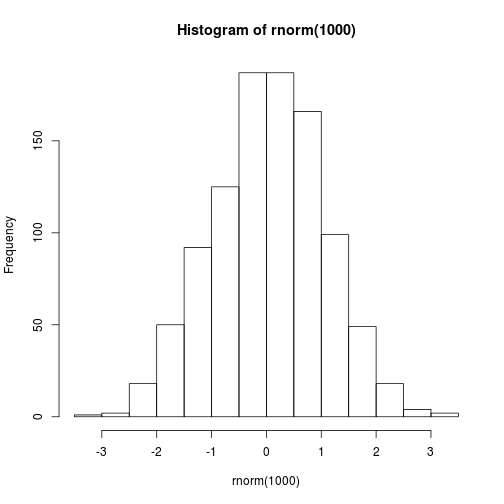 Histogram of rnorm(1000)
Frequency
150
100
50
0
-3 -2 -1 0 1 2 3
rnorm(1000)